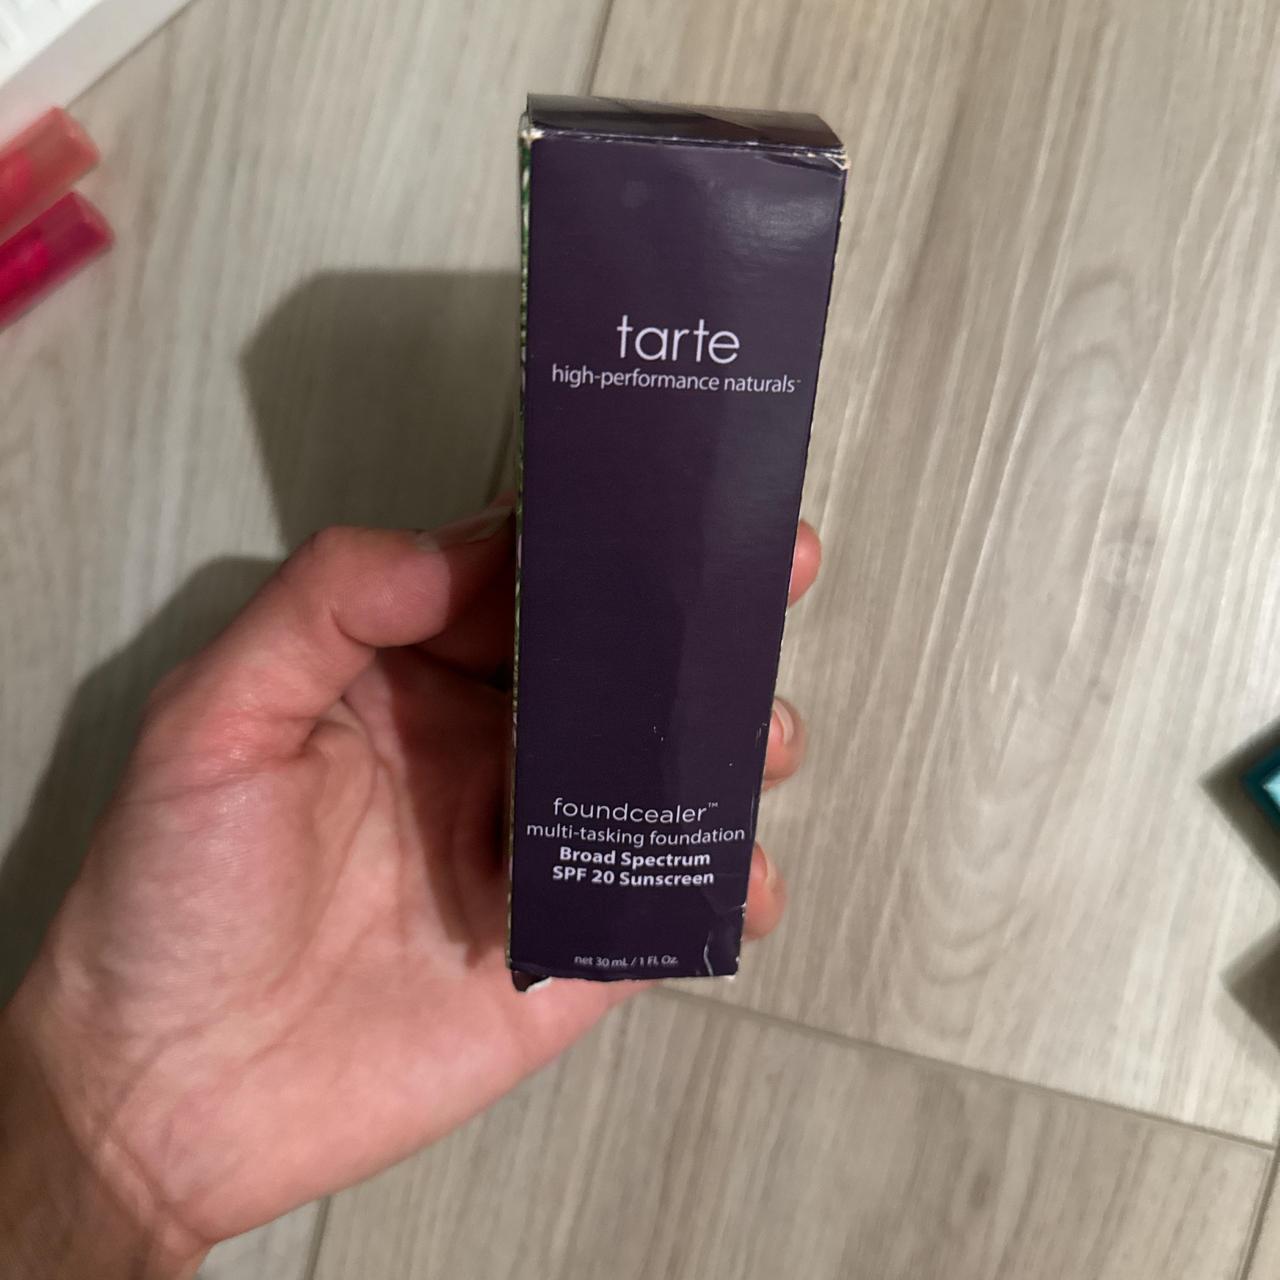 tarte
high-performance naturals™
foundcealer™
multi-tasking foundation
Broad Spectrum
SPF 20 Sunscreen
net 30 mL / 1 FL Oz.